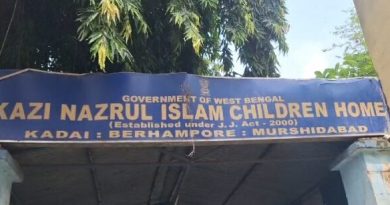 GOVERNMENT OF WEST BENGAL
KAZI NAZRUL ISLAM CHILDREN HOME
(Established under J. J. Act - 2000)
KADAI : BERHAMPORE : MURSHIDABAD